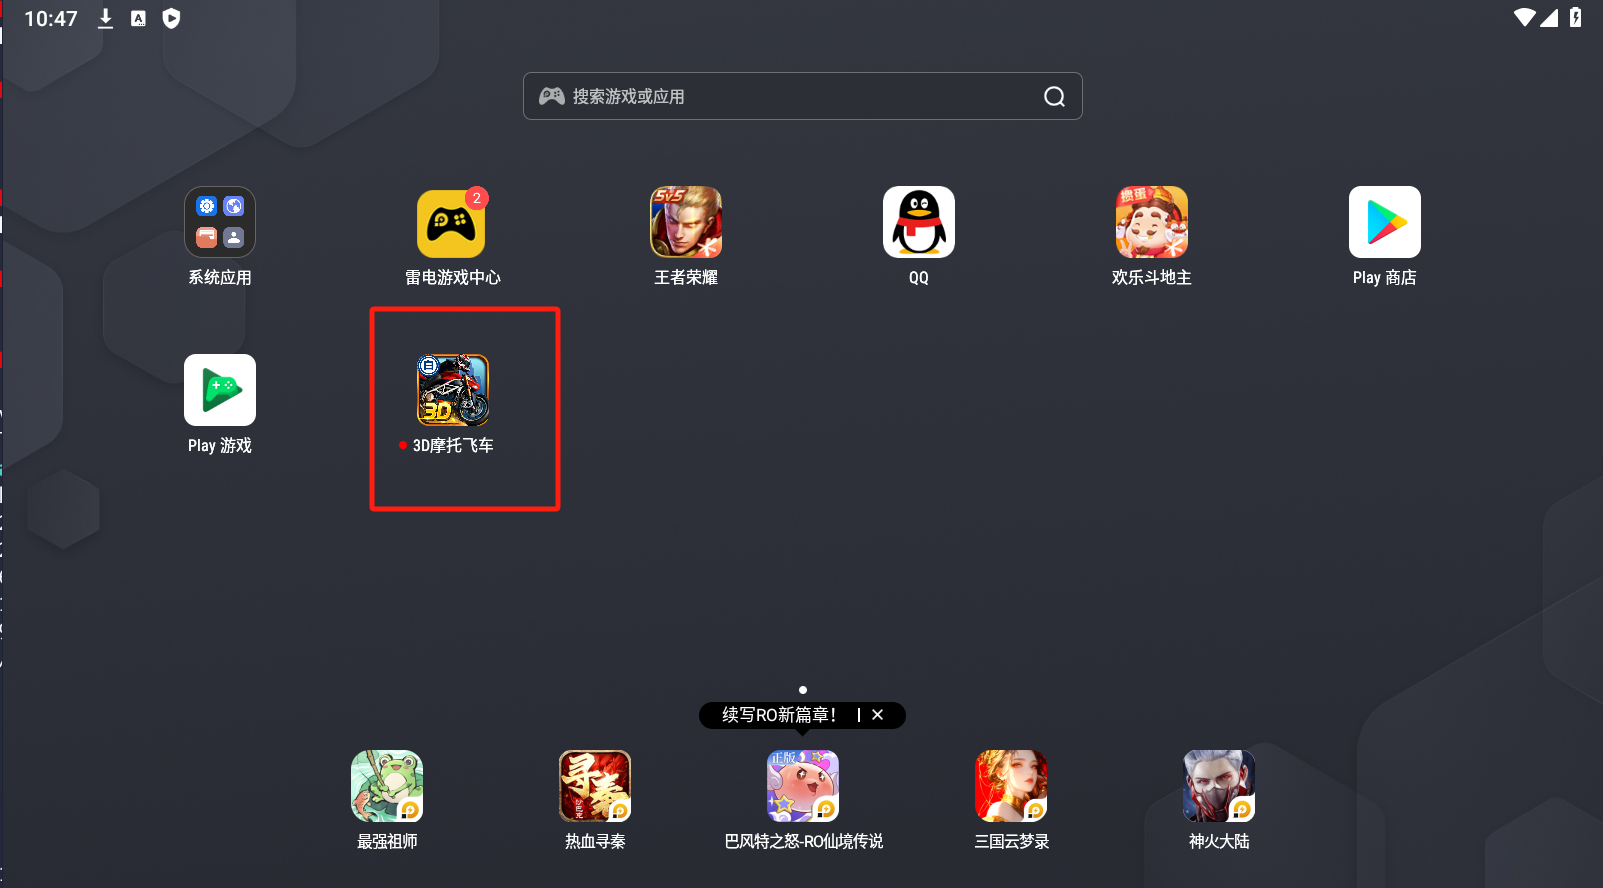 10:47
搜索游戏或应用
2
5v5
掼蛋
系统应用
雷电游戏中心
王者荣耀
QQ
欢乐斗地主
Play 商店
3D
Play 游戏
3D摩托飞车
续写RO新篇章!
正版
寻秦
最强祖师
热血寻秦
巴风特之怒-RO仙境传说
三国云梦录
神火大陆